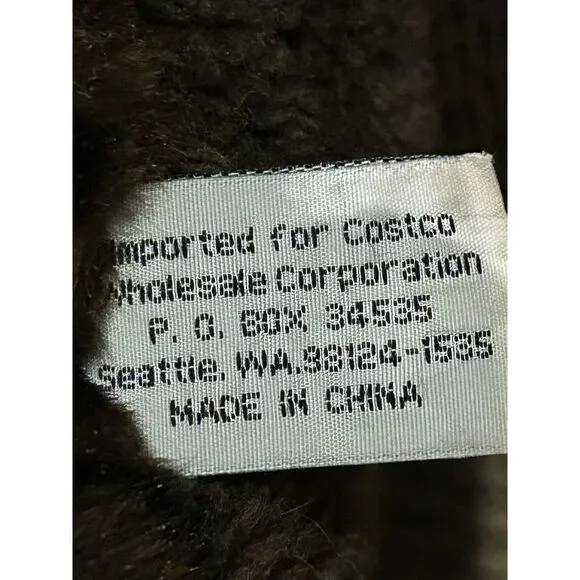 Imported for Costco
Wholesale Corporation
P. O. BOX 34535
Seattle, WA.98124-1535
MADE IN CHINA